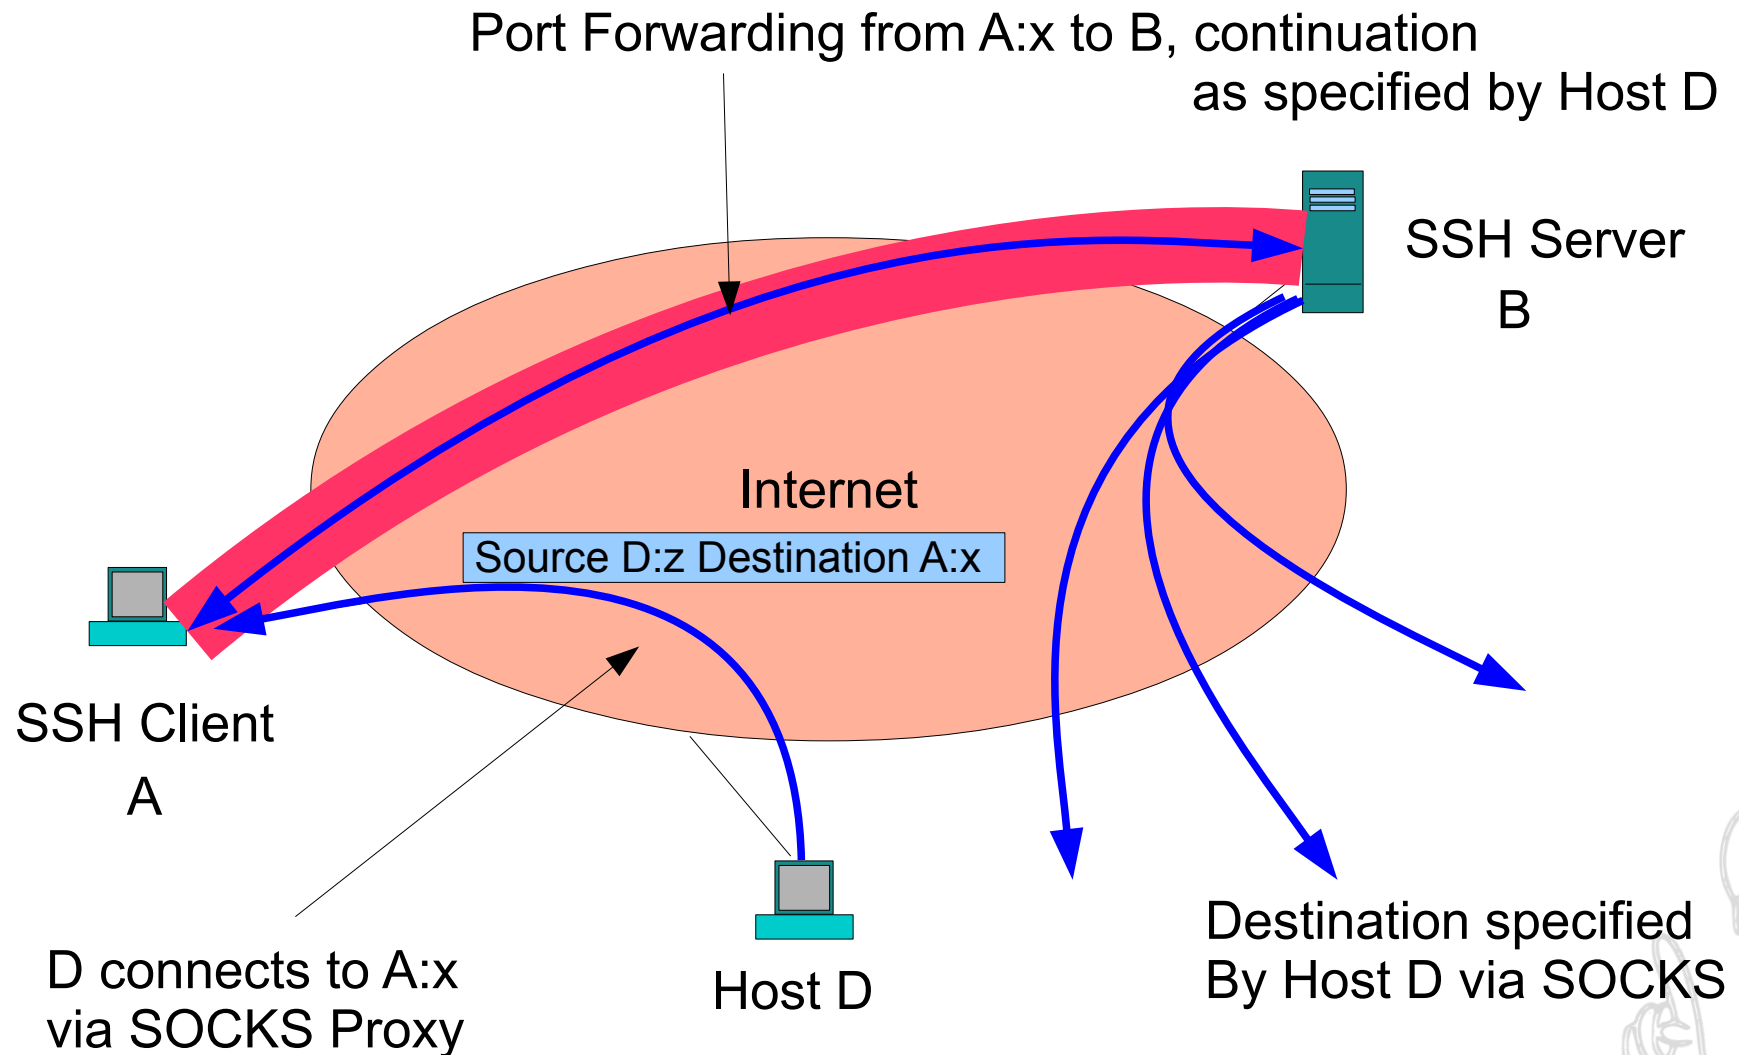 Port Forwarding from A:x to B, continuation
as specified by Host D
SSH Server
B
Internet
Source D:z Destination A:x
SSH Client
A
D connects to A:x
via SOCKS Proxy
Host D
Destination specified
By Host D via SOCKS